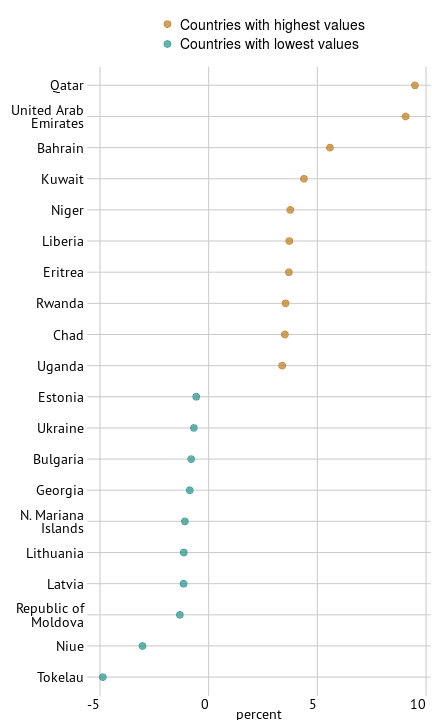 Countries with highest values
Countries with lowest values
Qatar
United Arab
Emirates
Bahrain
Kuwait
Niger
Liberia
Eritrea
Rwanda
Chad
Uganda
Estonia
Ukraine
Bulgaria
Georgia
N. Mariana
Islands
Lithuania
Latvia
Republic of
Moldova
Niue
Tokelau
-5 0 5 10
percent